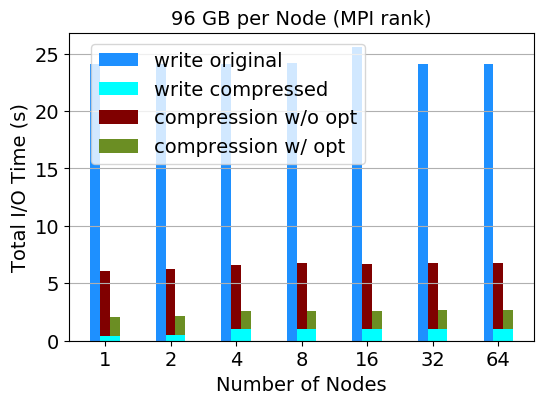 96 GB per Node (MPI rank)
Total I/O Time (s)
25
20
15
10
5
0
write original
write compressed
compression w/o opt
compression w/ opt
1 2 4 8 16 32 64
Number of Nodes